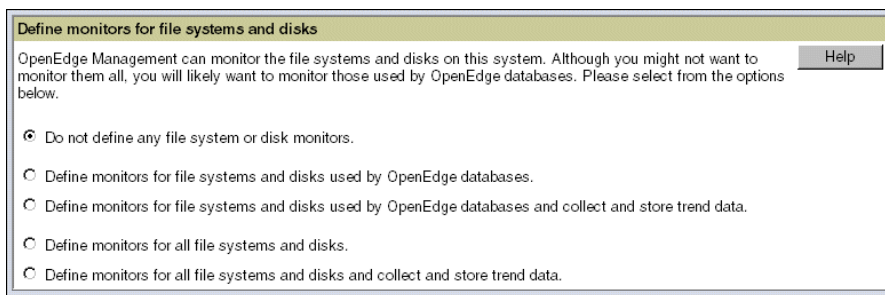 Define monitors for file systems and disks
OpenEdge Management can monitor the file systems and disks on this system. Although you might not want to
monitor them all, you will likely want to monitor those used by OpenEdge databases. Please select from the options
below.
Help
Do not define any file system or disk monitors.
Define monitors for file systems and disks used by OpenEdge databases.
Define monitors for file systems and disks used by OpenEdge databases and collect and store trend data.
Define monitors for all file systems and disks.
Define monitors for all file systems and disks and collect and store trend data.